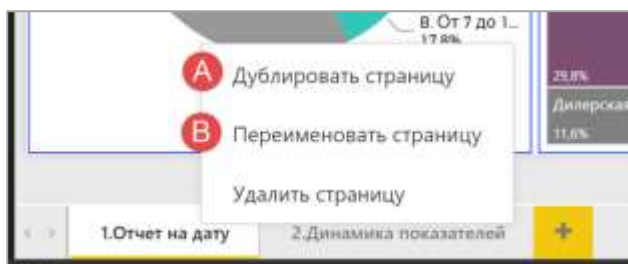 В. От 7 до 1...
17,8%
A Дублировать страницу
29,8%
Дилерская
B Переименовать страницу
11,6%
Удалить страницу
1.Отчет на дату
2.Динамика показателей
+